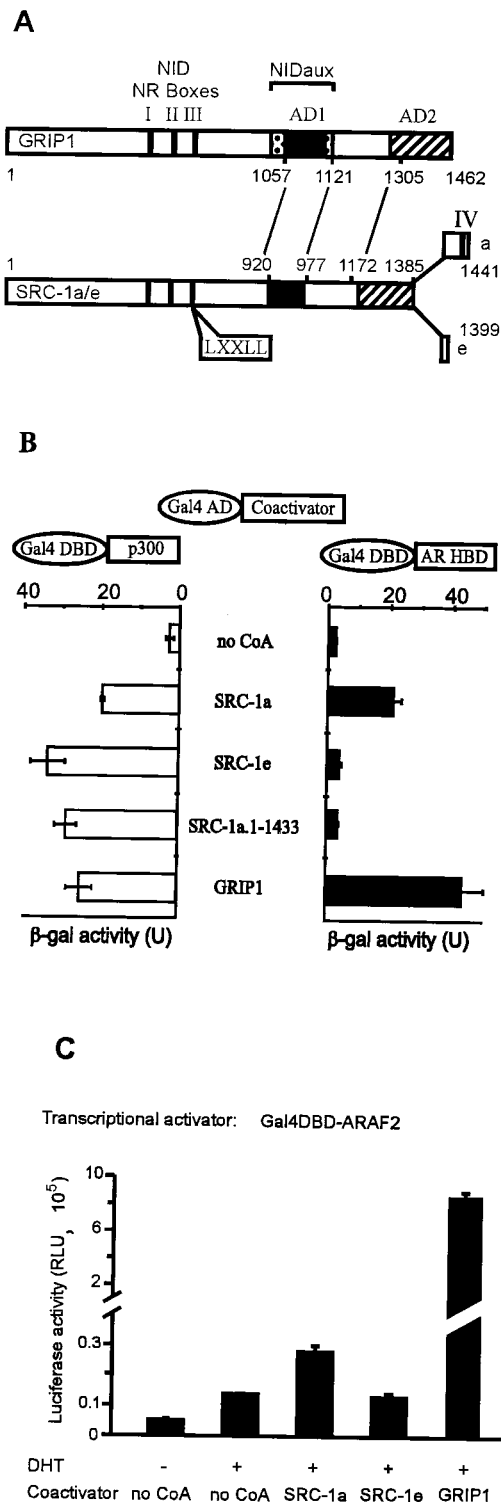 A
NID
NR Boxes
NIDaux
I II III
AD1
AD2
GRIP1
1
1057
1121
1305
1462
IV
a
1
920
977
1172
1385
1441
SRC-1a/e
1399
LXXLL
e
B
Gal4 AD
Coactivator
Gal4 DBD
p300
Gal4 DBD
AR HBD
40 20 0
0 20 40
no CoA
SRC-1a
SRC-1e
SRC-1a.1-1433
GRIP1
β-gal activity (U)
β-gal activity (U)
C
Transcriptional activator: Gal4DBD-ARAF2
Luciferase activity (RLU, 10⁵)
10
6
2
0.3
0.1
0
DHT - + + + +
Coactivator no CoA no CoA SRC-1a SRC-1e GRIP1